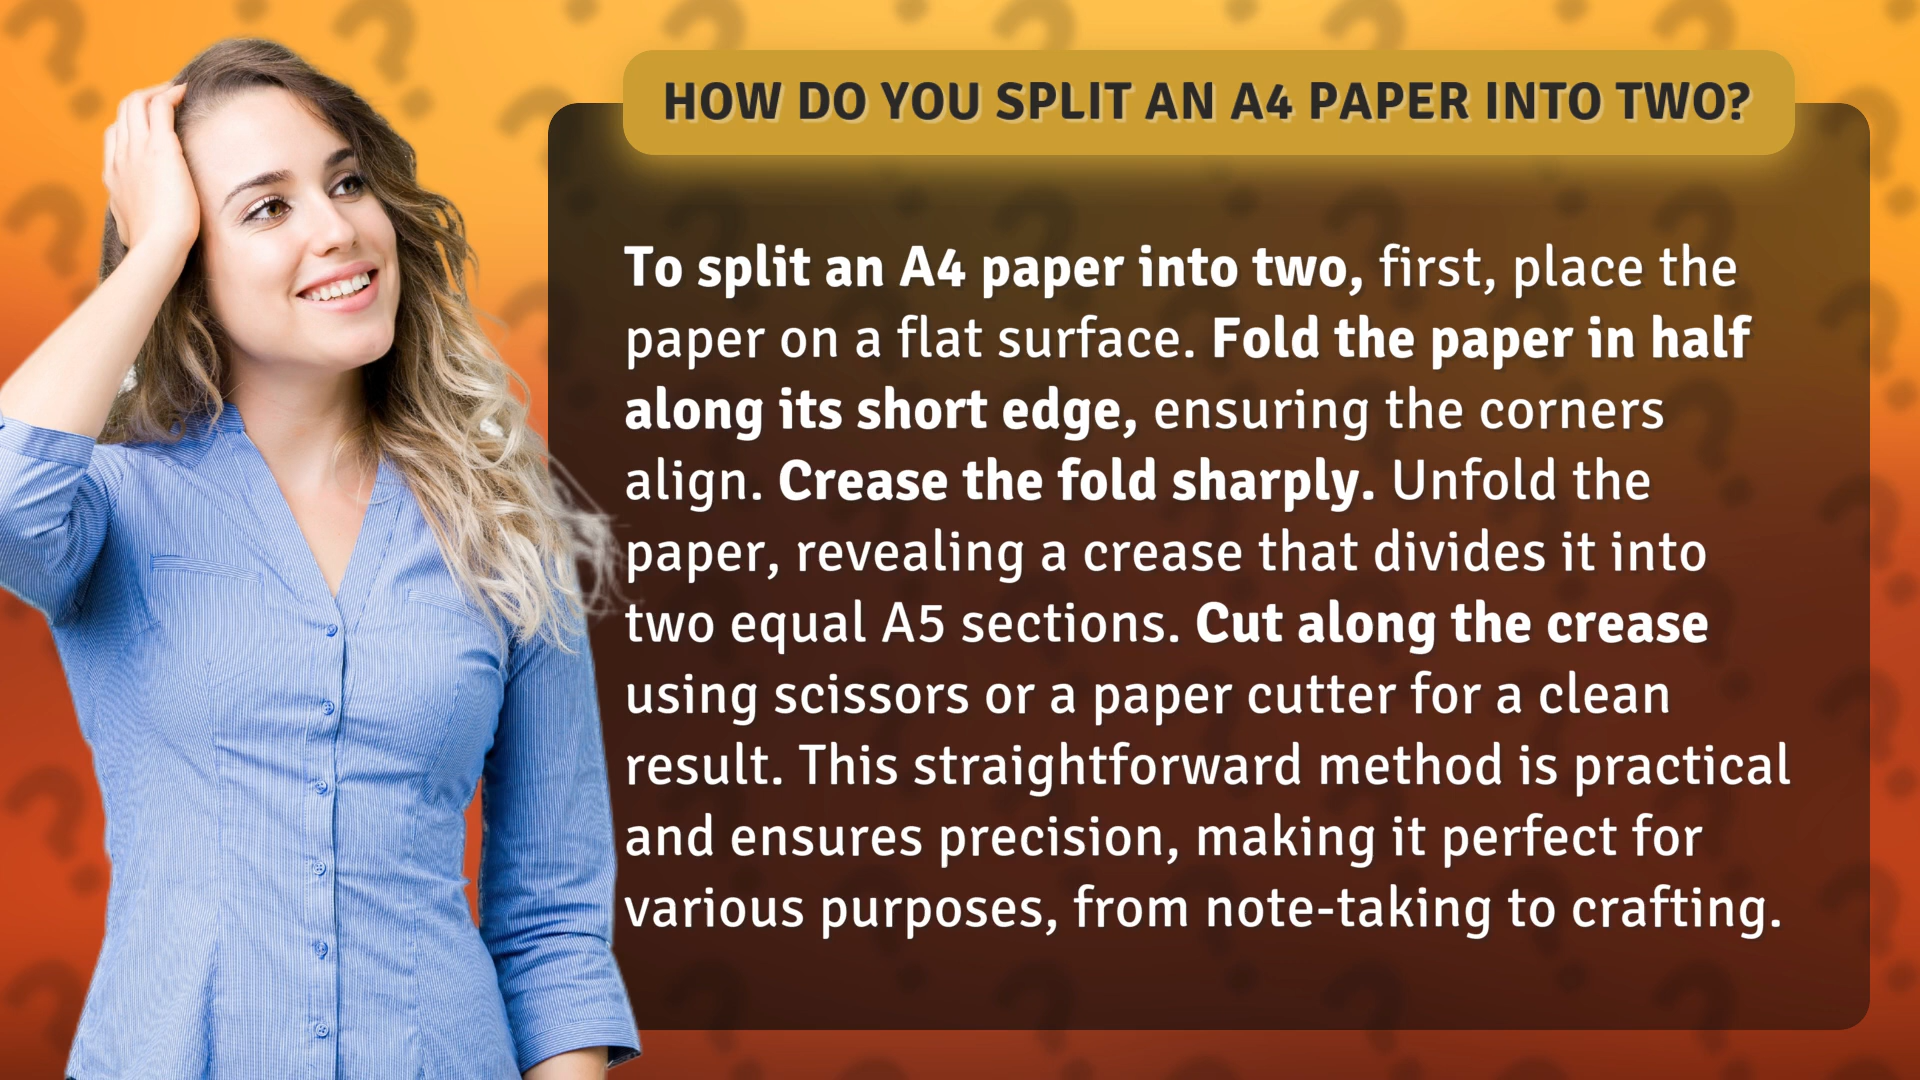 HOW DO YOU SPLIT AN A4 PAPER INTO TWO?
To split an A4 paper into two, first, place the
paper on a flat surface. Fold the paper in half
along its short edge, ensuring the corners
align. Crease the fold sharply. Unfold the
paper, revealing a crease that divides it into
two equal A5 sections. Cut along the crease
using scissors or a paper cutter for a clean
result. This straightforward method is practical
and ensures precision, making it perfect for
various purposes, from note-taking to crafting.